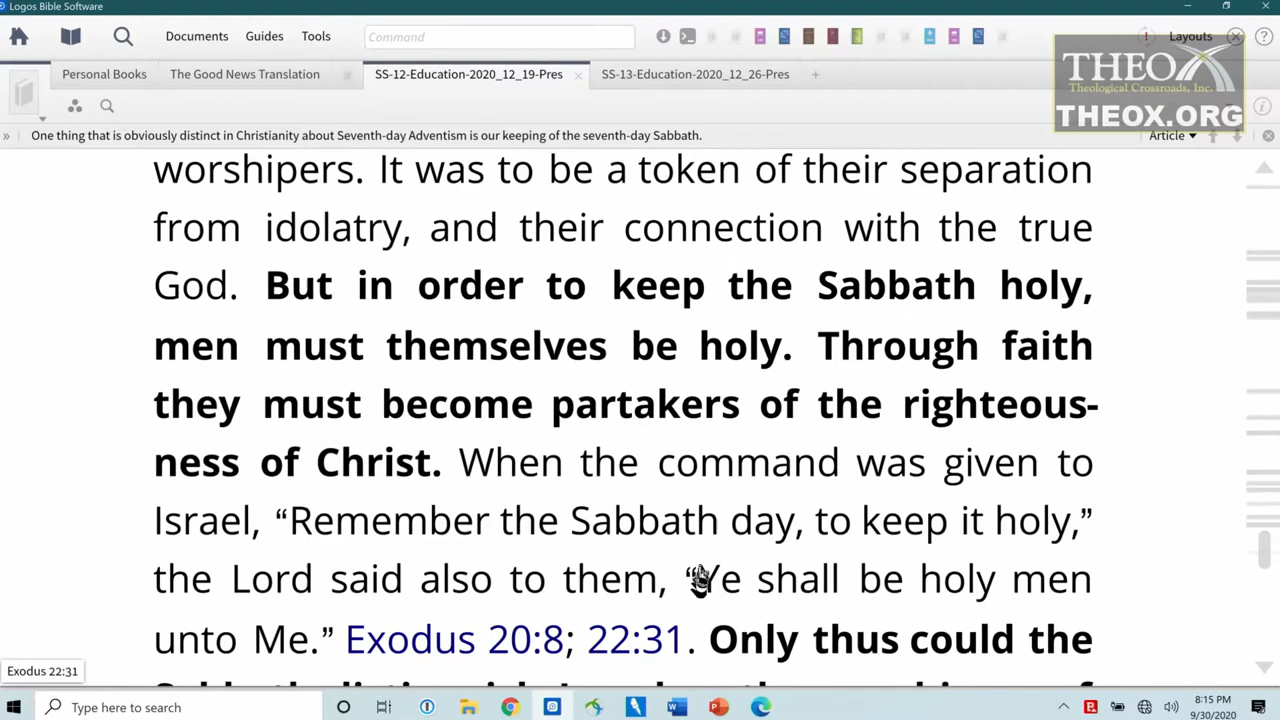 Logos Bible Software
Documents Guides Tools Command Layouts
THEOX
Theological Crossroads, Inc.
THEOX.ORG
Personal Books The Good News Translation SS-12-Education-2020_12_19-Pres SS-13-Education-2020_12_26-Pres
One thing that is obviously distinct in Christianity about Seventh-day Adventism is our keeping of the seventh-day Sabbath. Article
worshipers. It was to be a token of their separation
from idolatry, and their connection with the true
God. But in order to keep the Sabbath holy,
men must themselves be holy. Through faith
they must become partakers of the righteous-
ness of Christ. When the command was given to
Israel, “Remember the Sabbath day, to keep it holy,”
the Lord said also to them, “Ye shall be holy men
unto Me.” Exodus 20:8; 22:31. Only thus could the
Exodus 22:31
Type here to search
8:15 PM
9/30/2020